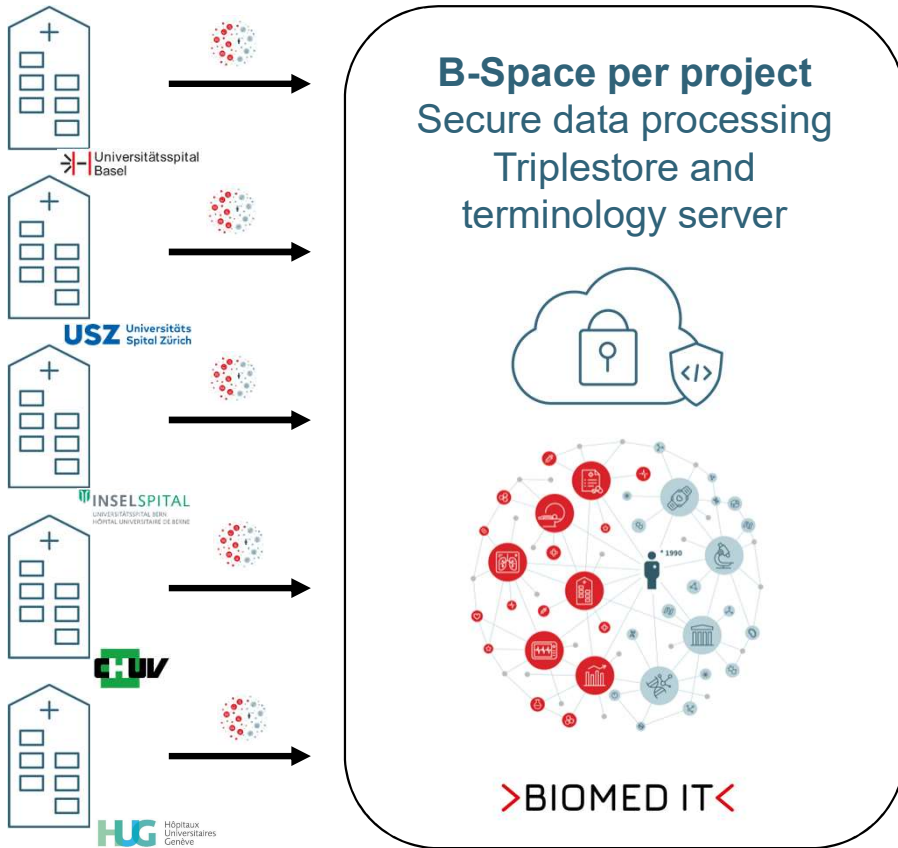 Universitätsspital
Basel
USZ Universitäts
Spital Zürich
INSELSPITAL
UNIVERSITÄTSSPITAL BERN
HÔPITAL UNIVERSITAIRE DE BERNE
CHUV
HUG Hôpitaux
Universitaires
Genève
B-Space per project
Secure data processing
Triplestore and
terminology server
</>
* 1990
>BIOMED IT<